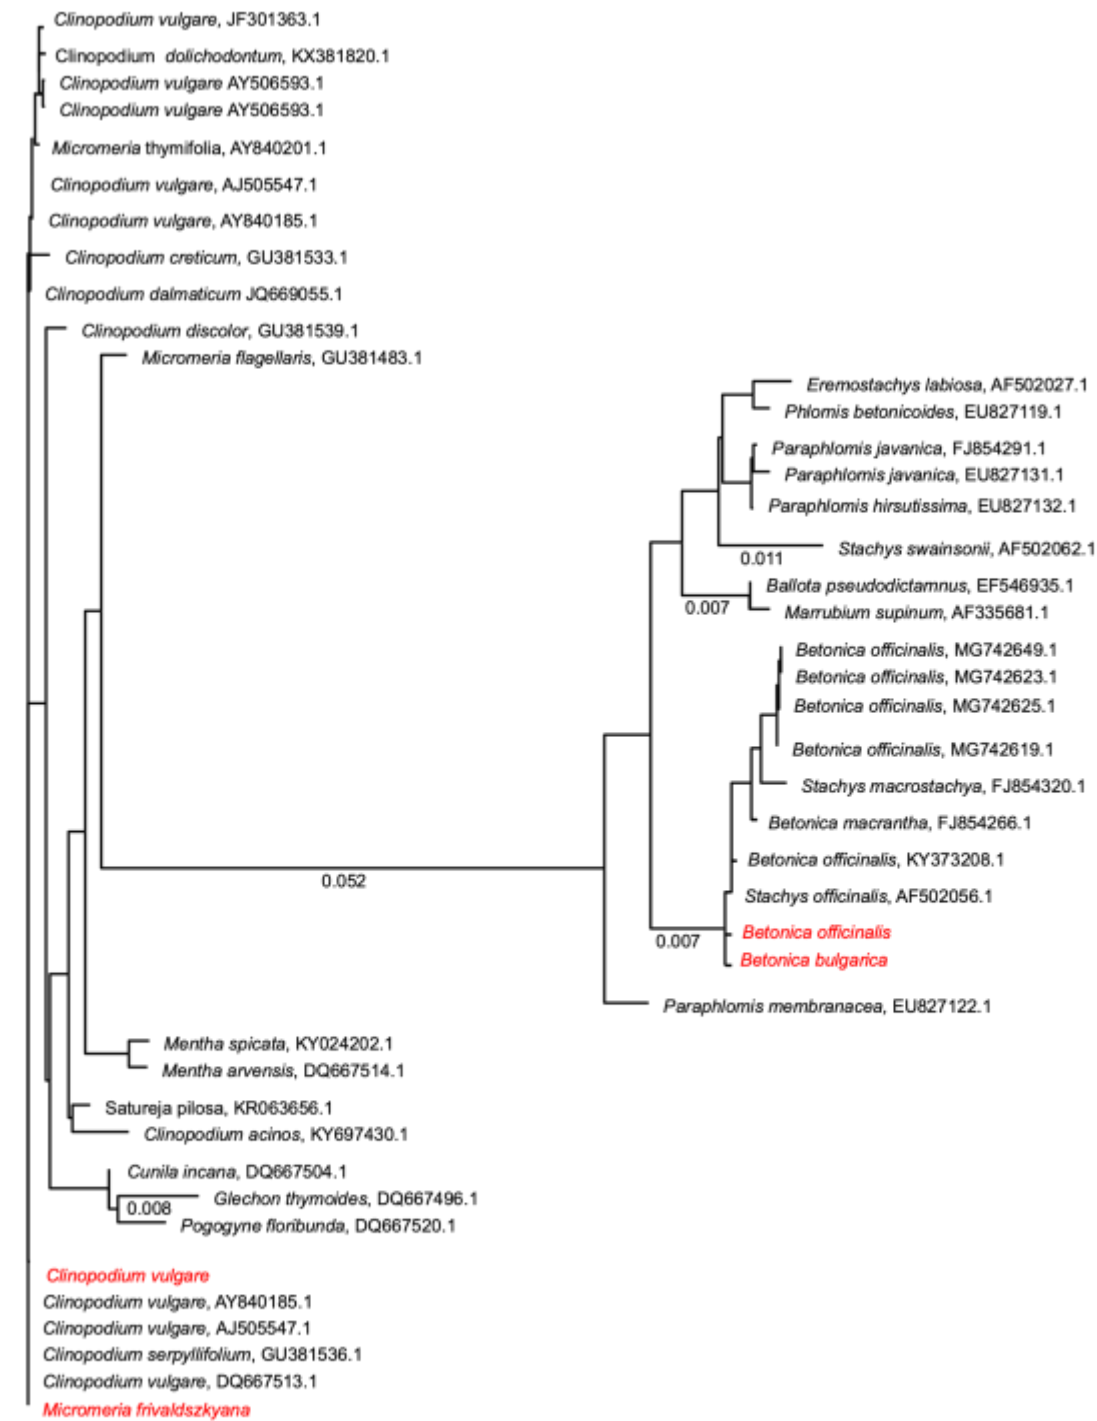 Clinopodium vulgare, JF301363.1
Clinopodium dolichodontum, KX381820.1
Clinopodium vulgare AY506593.1
Clinopodium vulgare AY506593.1
Micromeria thymifolia, AY840201.1
Clinopodium vulgare, AJ505547.1
Clinopodium vulgare, AY840185.1
Clinopodium creticum, GU381533.1
Clinopodium dalmaticum JQ669055.1
Clinopodium discolor, GU381539.1
Micromeria flagellaris, GU381483.1
Eremostachys labiosa, AF502027.1
Phlomis betonicoides, EU827119.1
Paraphlomis javanica, FJ854291.1
Paraphlomis javanica, EU827131.1
Paraphlomis hirsutissima, EU827132.1
Stachys swainsonii, AF502062.1
0.011
Ballota pseudodictamnus, EF546935.1
0.007
Marrubium supinum, AF335681.1
Betonica officinalis, MG742649.1
Betonica officinalis, MG742623.1
Betonica officinalis, MG742625.1
Betonica officinalis, MG742619.1
Stachys macrostachya, FJ854320.1
Betonica macrantha, FJ854266.1
Betonica officinalis, KY373208.1
0.052
Stachys officinalis, AF502056.1
Betonica officinalis
0.007
Betonica bulgarica
Paraphlomis membranacea, EU827122.1
Mentha spicata, KY024202.1
Mentha arvensis, DQ667514.1
Satureja pilosa, KR063656.1
Clinopodium acinos, KY697430.1
Cunila incana, DQ667504.1
Glechon thymoides, DQ667496.1
0.008
Pogogyne floribunda, DQ667520.1
Clinopodium vulgare
Clinopodium vulgare, AY840185.1
Clinopodium vulgare, AJ505547.1
Clinopodium serpyllifolium, GU381536.1
Clinopodium vulgare, DQ667513.1
Micromeria frivaldszkyana